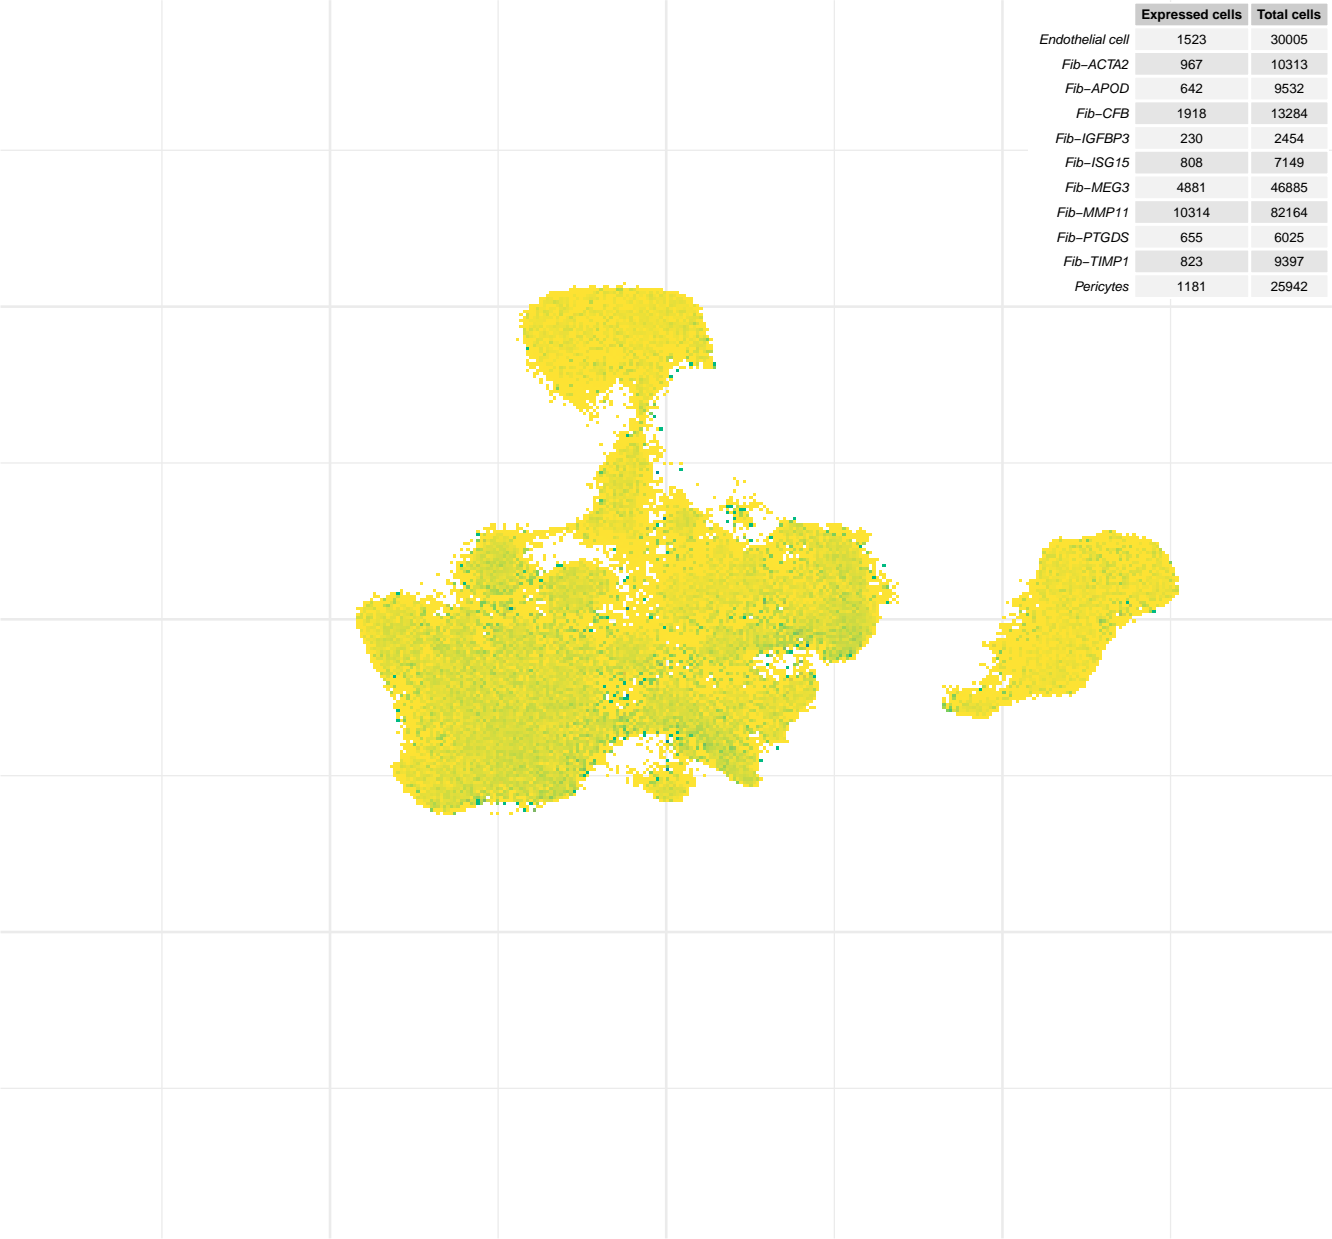 Expressed cells Total cells
Endothelial cell 1523 30005
Fib−ACTA2 967 10313
Fib−APOD 642 9532
Fib−CFB 1918 13284
Fib−IGFBP3 230 2454
Fib−ISG15 808 7149
Fib−MEG3 4881 46885
Fib−MMP11 10314 82164
Fib−PTGDS 655 6025
Fib−TIMP1 823 9397
Pericytes 1181 25942